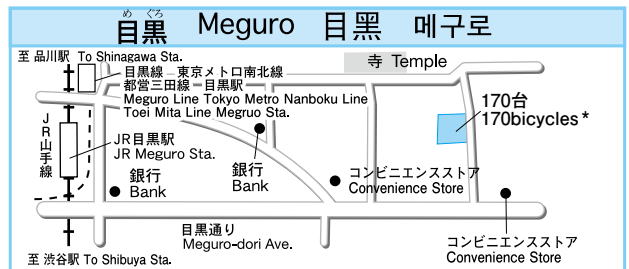 め ぐろ
目黒 Meguro 目黑 메구로
至 品川駅 To Shinagawa Sta.
寺 Temple
目黒線 東京メトロ南北線
都営三田線 目黒駅
Meguro Line Tokyo Metro Nanboku Line
Toei Mita Line Megruo Sta.
170台
170bicycles*
JR山手線
JR目黒駅
JR Meguro Sta.
銀行
Bank
銀行
Bank
コンビニエンスストア
Convenience Store
目黒通り
Meguro-dori Ave.
コンビニエンスストア
Convenience Store
至 渋谷駅 To Shibuya Sta.